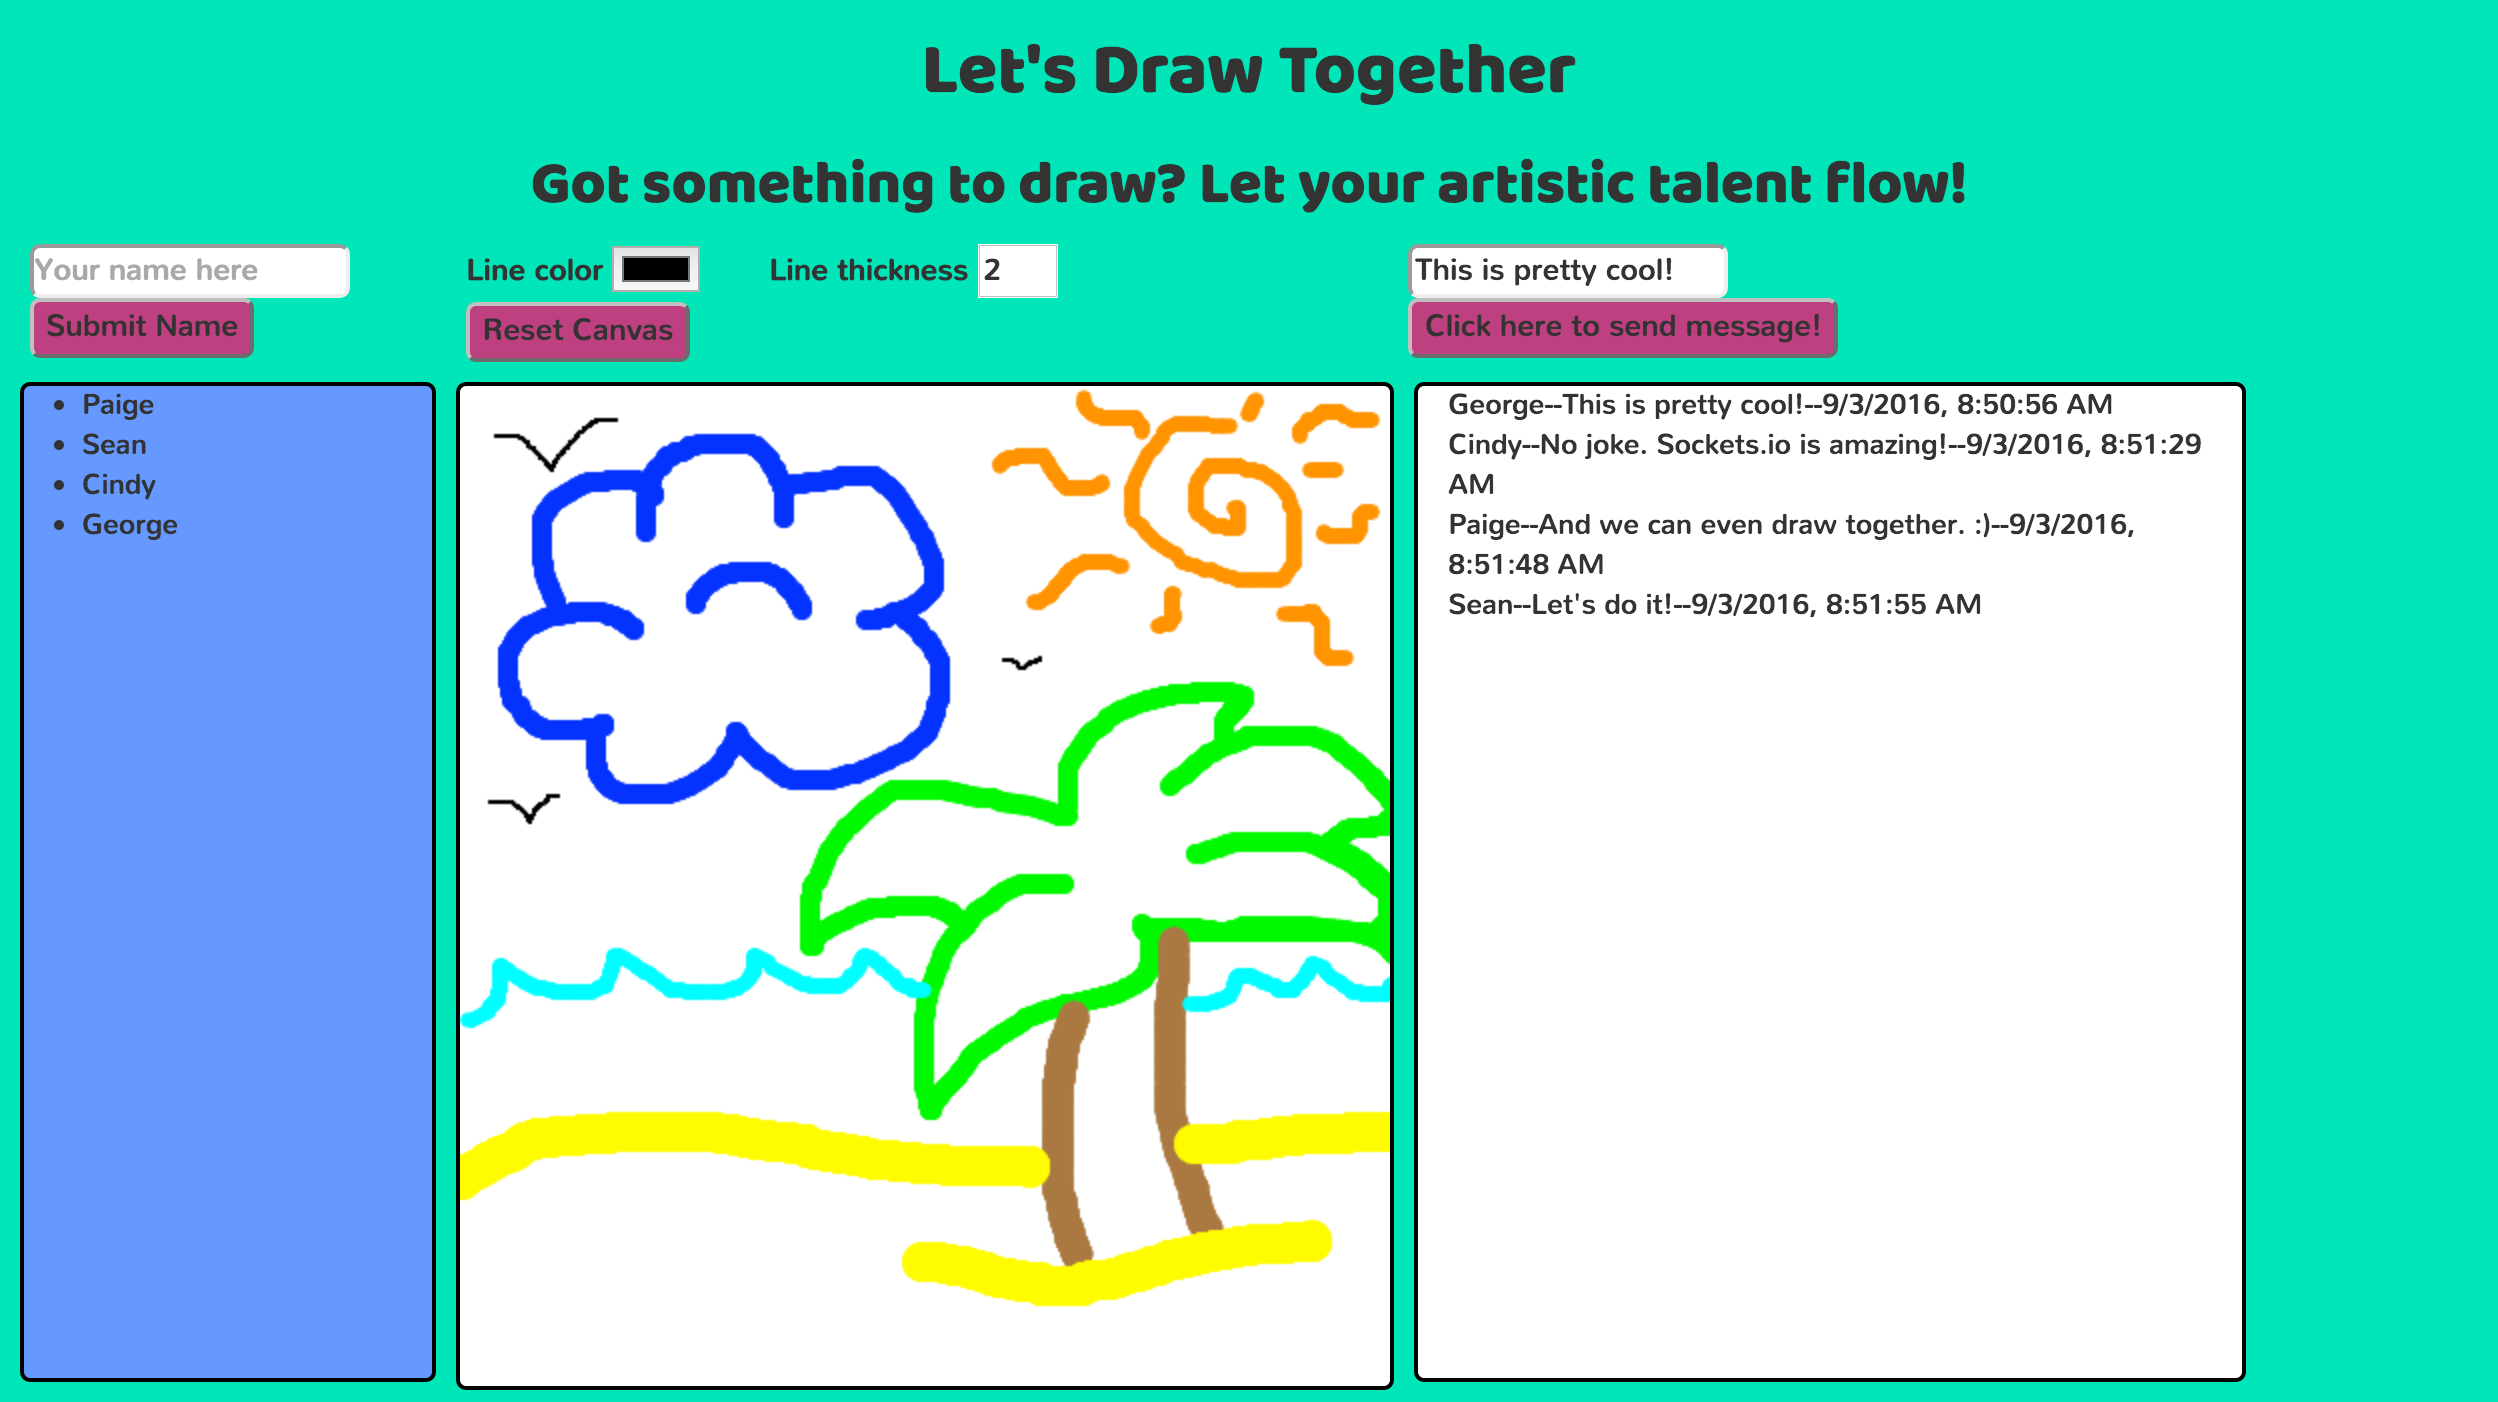 Let's Draw Together
Got something to draw? Let your artistic talent flow!
Your name here
Submit Name
Line color
Line thickness 2
Reset Canvas
This is pretty cool!
Click here to send message!
Paige
Sean
Cindy
George
George--This is pretty cool!--9/3/2016, 8:50:56 AM
Cindy--No joke. Sockets.io is amazing!--9/3/2016, 8:51:29
AM
Paige--And we can even draw together. :)--9/3/2016,
8:51:48 AM
Sean--Let's do it!--9/3/2016, 8:51:55 AM